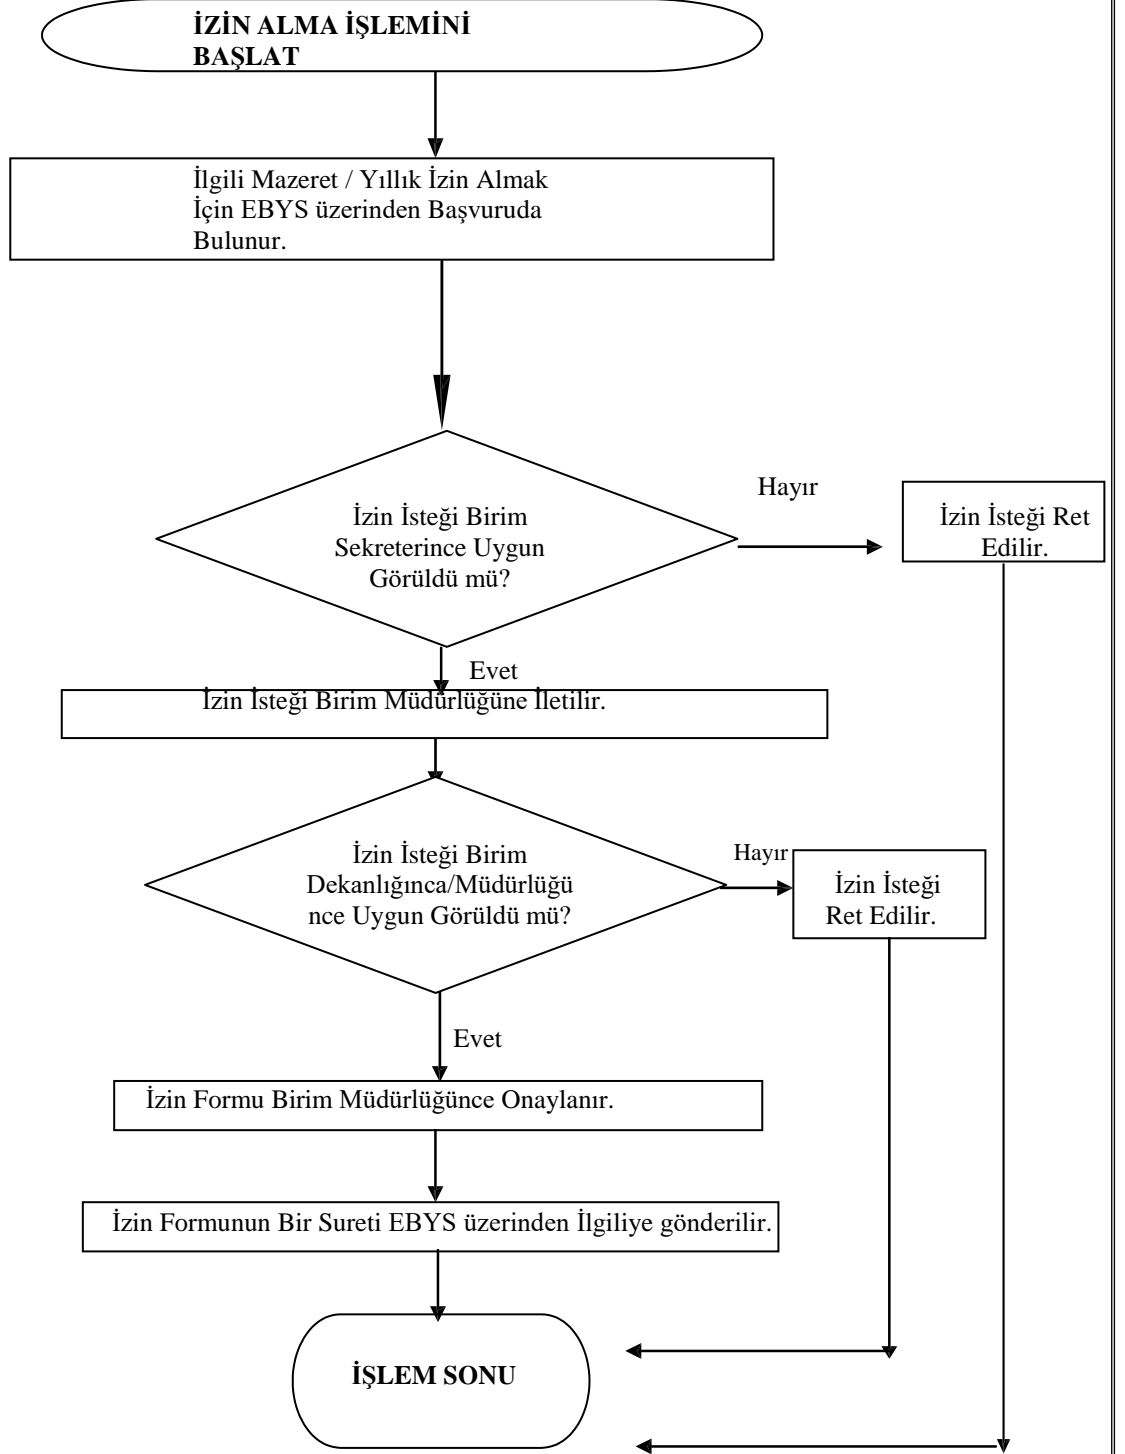 İZİN ALMA İŞLEMİNİ
BAŞLAT
İlgili Mazeret / Yıllık İzin Almak
İçin EBYS üzerinden Başvuruda
Bulunur.
Hayır
İzin İsteği Birim
Sekreterince Uygun
Görüldü mü?
İzin İsteği Ret
Edilir.
Evet
İzin İsteği Birim Müdürlüğüne İletilir.
İzin İsteği Birim
Dekanlığınca/Müdürlüğü
nce Uygun Görüldü mü?
Hayır
İzin İsteği
Ret Edilir.
Evet
İzin Formu Birim Müdürlüğünce Onaylanır.
İzin Formunun Bir Sureti EBYS üzerinden İlgiliye gönderilir.
İŞLEM SONU